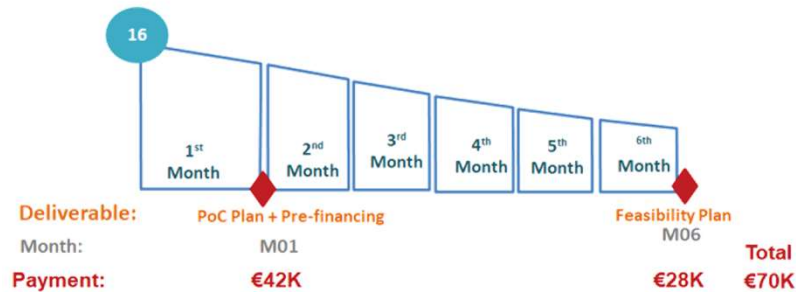 16
1st Month
2nd Month
3rd Month
4th Month
5th Month
6th Month
Deliverable: PoC Plan + Pre-financing Feasibility Plan
Month: M01 M06
Total
Payment: €42K €28K €70K